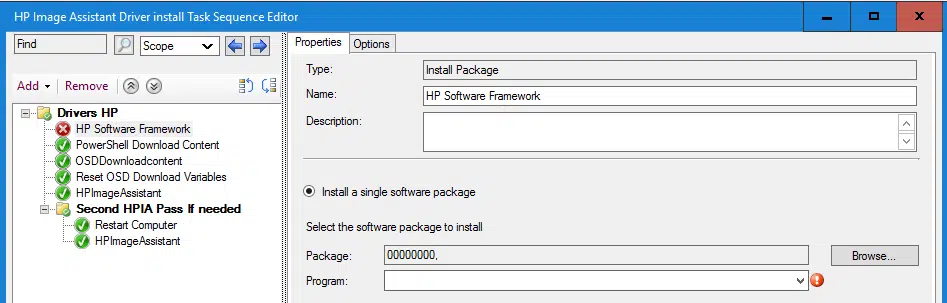 HP Image Assistant Driver install Task Sequence Editor
Find
Scope
Add
Remove
Drivers HP
HP Software Framework
PowerShell Download Content
OSDDownloadcontent
Reset OSD Download Variables
HPImageAssistant
Second HPIA Pass If needed
Restart Computer
HPImageAssistant
Properties
Options
Type:
Install Package
Name:
HP Software Framework
Description:
Install a single software package
Select the software package to install
Package:
00000000,
Browse...
Program: